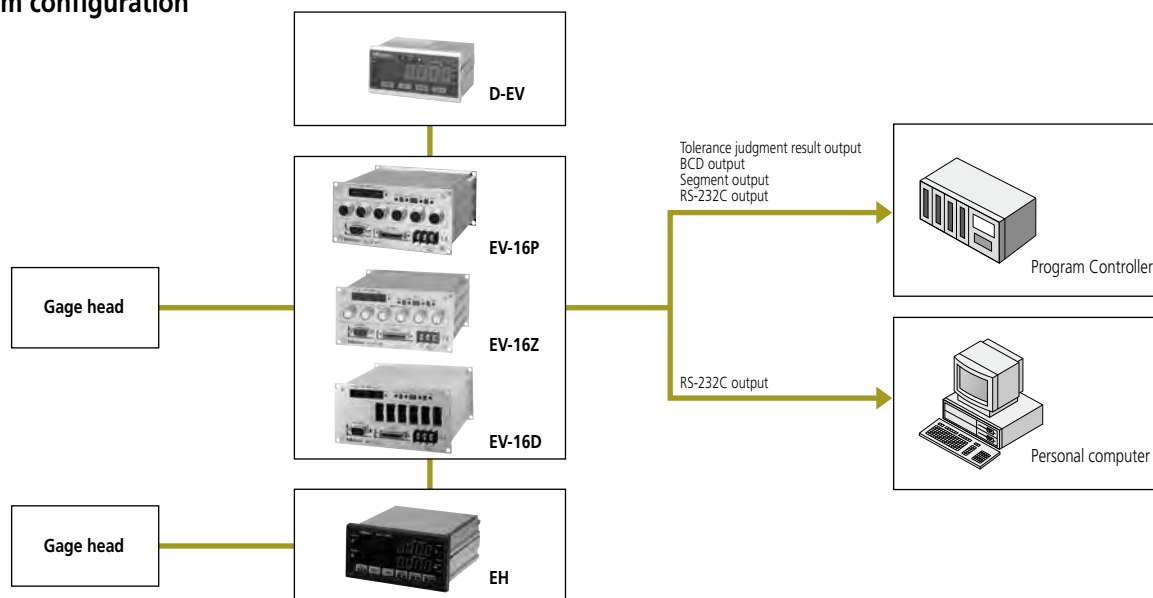 m configuration
D-EV
Tolerance judgment result output
BCD output
Segment output
RS-232C output
EV-16P
Program Controller
Gage head
EV-16Z
RS-232C output
EV-16D
Personal computer
Gage head
EH